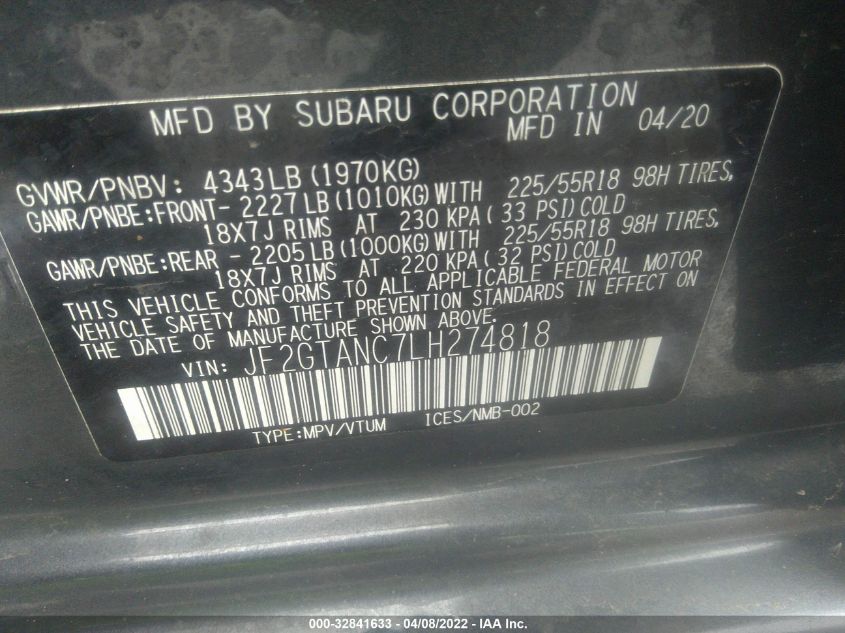 MFD BY SUBARU CORPORATION
MFD IN 04/20
GVWR/PNBV: 4343LB (1970KG)
GAWR/PNBE:FRONT- 2227LB (1010KG) WITH 225/55R18 98H TIRES,
18X7J RIMS AT 230 KPA ( 33 PSI) COLD
GAWR/PNBE:REAR - 2205LB (1000KG) WITH 225/55R18 98H TIRES,
18X7J RIMS AT 220 KPA ( 32 PSI) COLD
THIS VEHICLE CONFORMS TO ALL APPLICABLE FEDERAL MOTOR
VEHICLE SAFETY AND THEFT PREVENTION STANDARDS IN EFFECT ON
THE DATE OF MANUFACTURE SHOWN ABOVE.
VIN: JF2GTANC7LH274818
TYPE:MPV/VTUM ICES/NMB-002
000-32841633 - 04/08/2022 - IAA Inc.